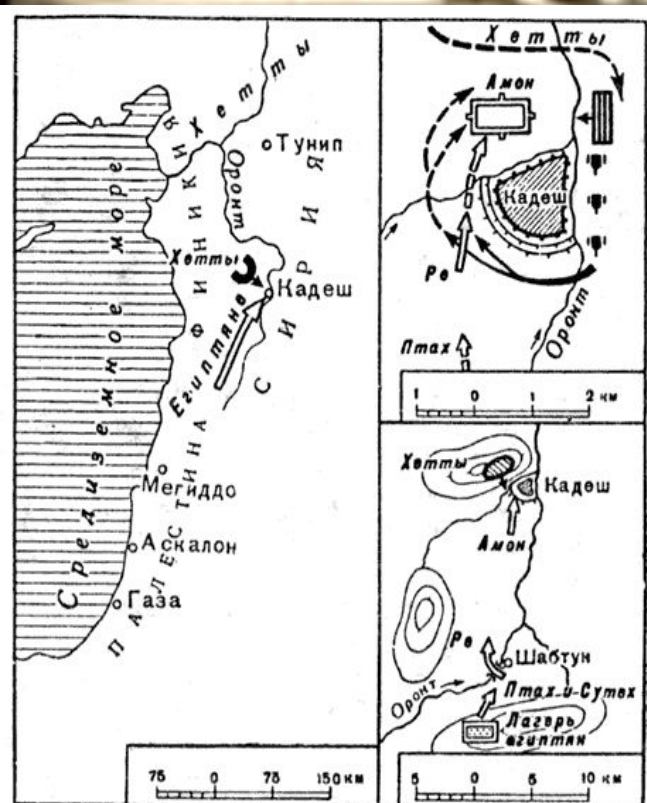 Хетты
Тунип
Оронт
ФИНИКИЯ
СИРИЯ
Средиземное море
Хетты
Кадеш
Египтяне
Мегиддо
ПАЛЕСТИНА
Аскалон
Газа
75 0 75 150 КМ
Хетты
Амон
Кадеш
Ре
Оронт
Птах
1 0 1 2 КМ
Хетты
Кадеш
Амон
Ре
Шабтун
Оронт
Птах и Сутех
Лагерь
египтян
5 0 5 10 КМ